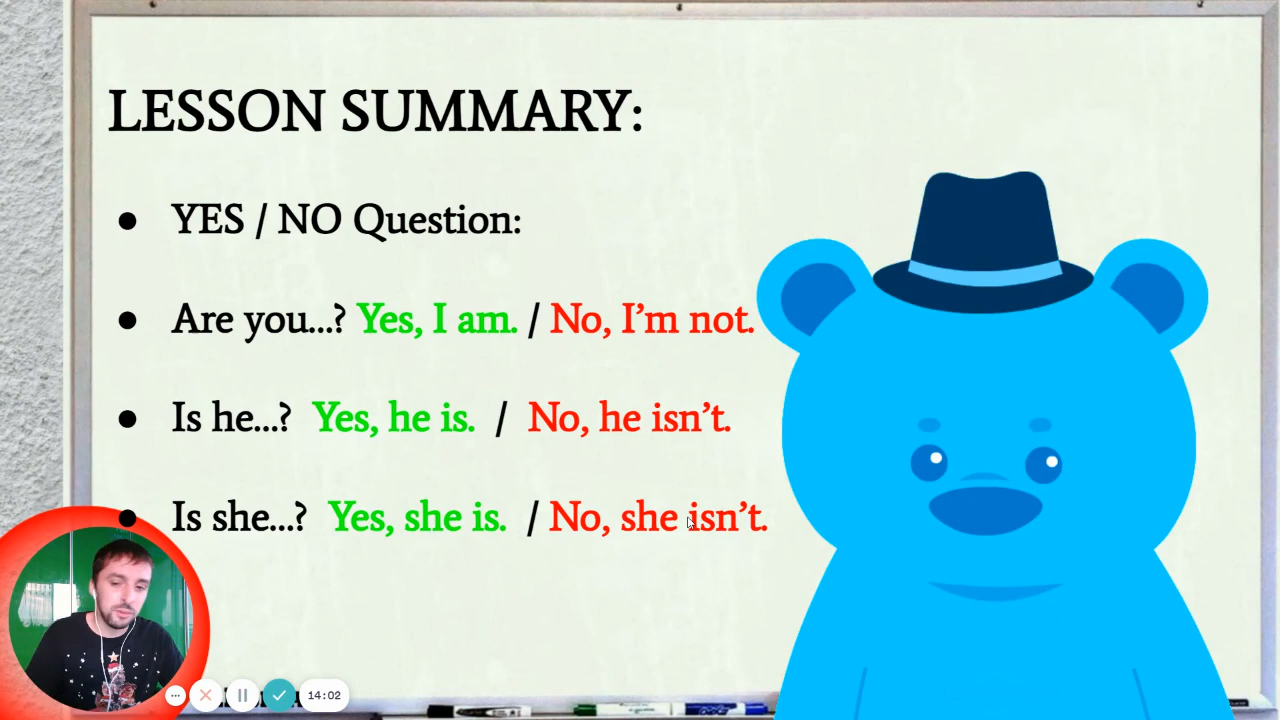 LESSON SUMMARY:
● YES / NO Question:
● Are you...? Yes, I am. / No, I’m not.
● Is he...? Yes, he is. / No, he isn’t.
● Is she...? Yes, she is. / No, she isn’t.
14:02